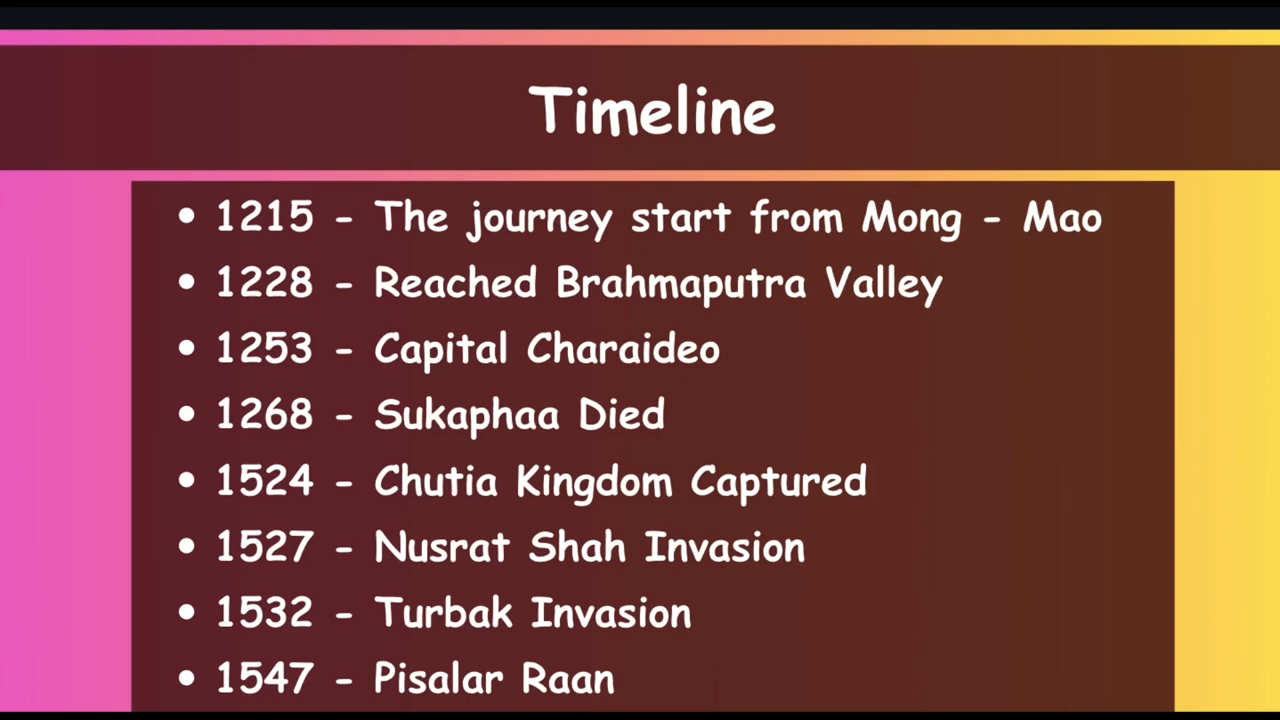 Timeline
• 1215 - The journey start from Mong - Mao
• 1228 - Reached Brahmaputra Valley
• 1253 - Capital Charaideo
• 1268 - Sukaphaa Died
• 1524 - Chutia Kingdom Captured
• 1527 - Nusrat Shah Invasion
• 1532 - Turbak Invasion
• 1547 - Pisalar Raan